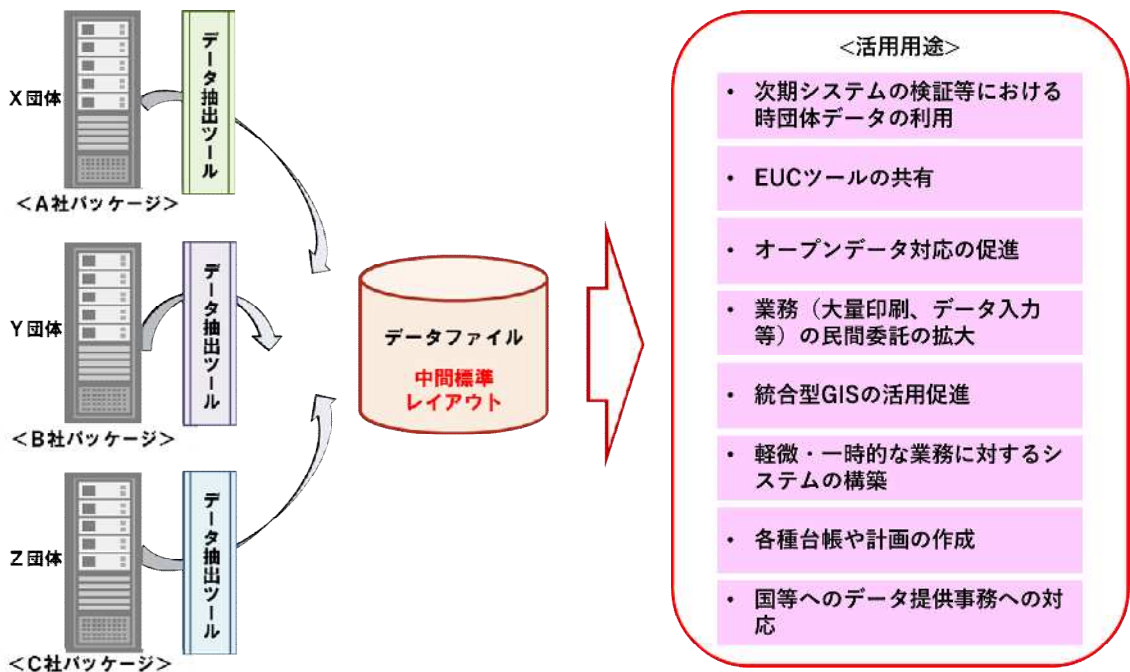 X団体
データ抽出ツール
<A社パッケージ>
Y団体
データ抽出ツール
<B社パッケージ>
Z団体
データ抽出ツール
<C社パッケージ>
データファイル
中間標準
レイアウト
<活用用途>
• 次期システムの検証等における
時団体データの利用
• EUCツールの共有
• オープンデータ対応の促進
• 業務（大量印刷、データ入力
等）の民間委託の拡大
• 統合型GISの活用促進
• 軽微・一時的な業務に対するシ
ステムの構築
• 各種台帳や計画の作成
• 国等へのデータ提供事務への対
応